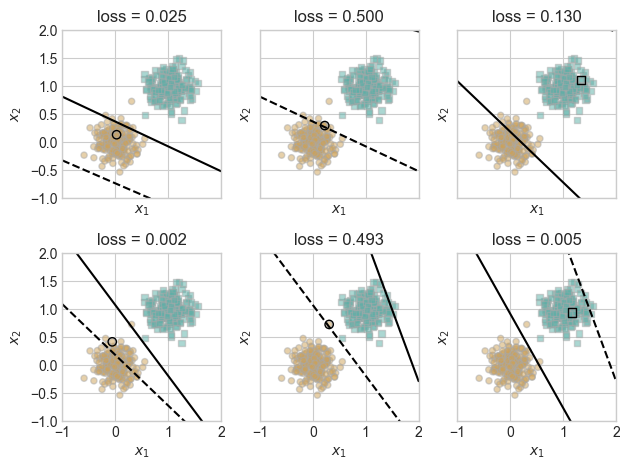 loss = 0.025
loss = 0.500
loss = 0.130
2.0
1.5
1.0
0.5
0.0
-0.5
-1.0
x₂
x₂
x₂
x₁
x₁
x₁
loss = 0.002
loss = 0.493
loss = 0.005
2.0
1.5
1.0
0.5
0.0
-0.5
-1.0
x₂
x₂
x₂
-1 0 1 2
-1 0 1 2
-1 0 1 2
x₁
x₁
x₁